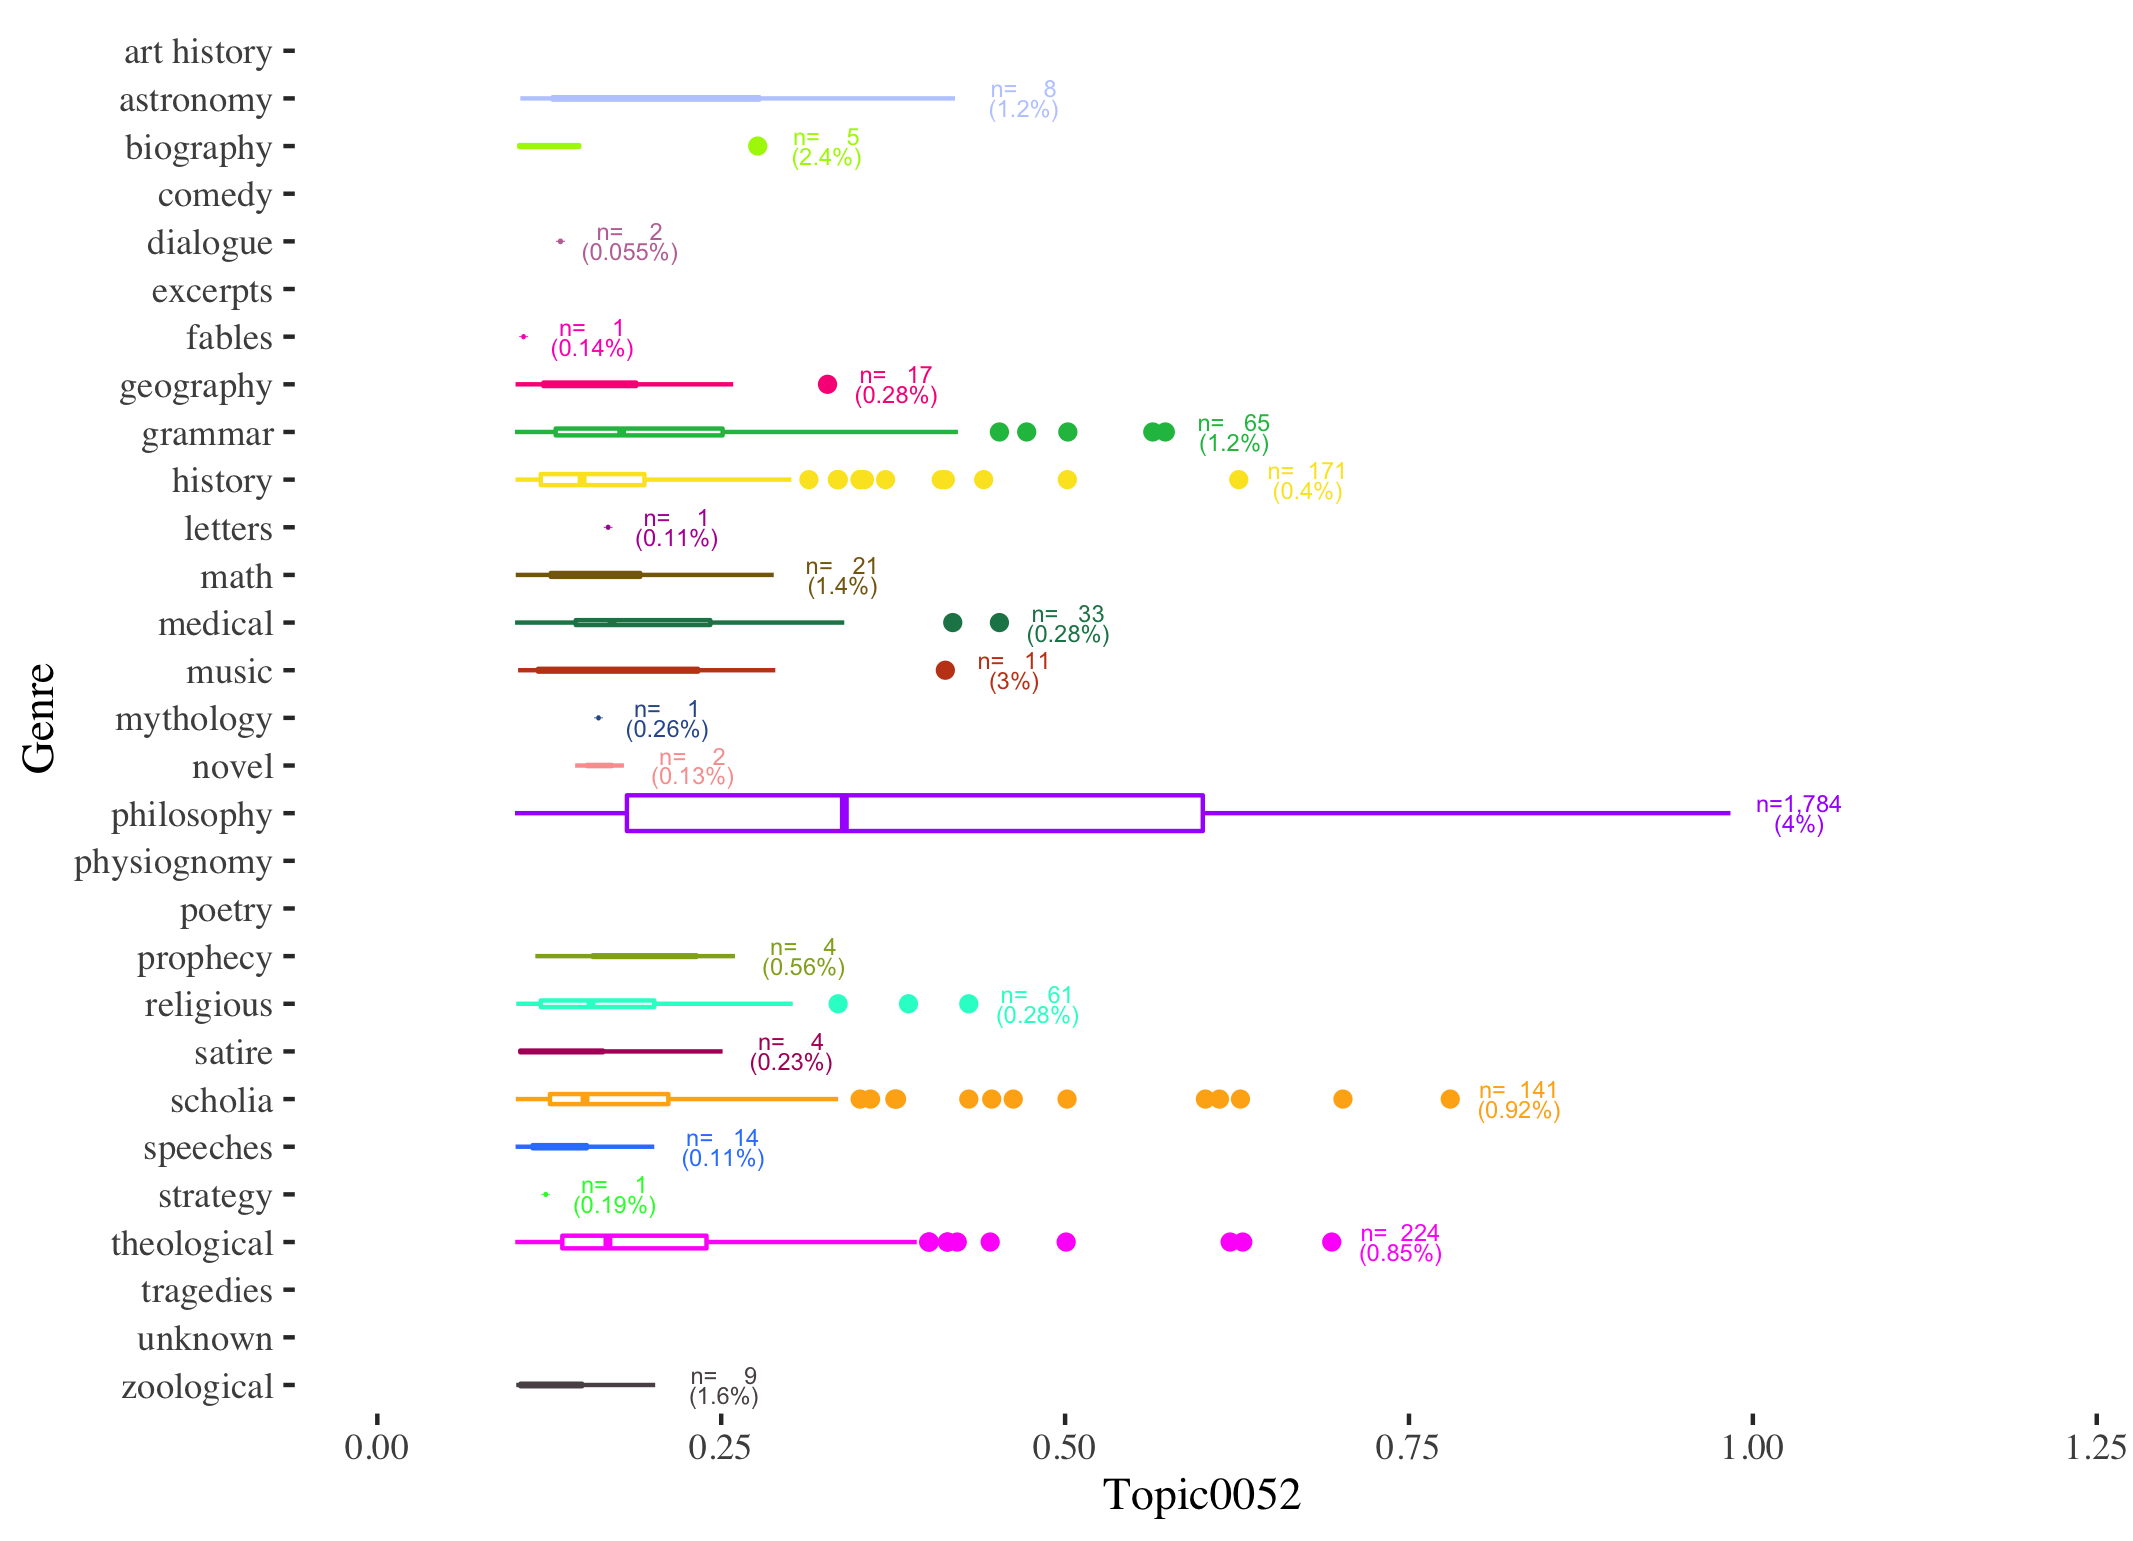 art history
astronomy
n= 8
(1.2%)
biography
n= 5
(2.4%)
comedy
dialogue
n= 2
(0.055%)
excerpts
fables
n= 1
(0.14%)
geography
n= 17
(0.28%)
grammar
n= 65
(1.2%)
history
n= 171
(0.4%)
letters
n= 1
(0.11%)
math
n= 21
(1.4%)
medical
n= 33
(0.28%)
music
n= 11
(3%)
mythology
n= 1
(0.26%)
novel
n= 2
(0.13%)
philosophy
n=1,784
(4%)
physiognomy
poetry
prophecy
n= 4
(0.56%)
religious
n= 61
(0.28%)
satire
n= 4
(0.23%)
scholia
n= 141
(0.92%)
speeches
n= 14
(0.11%)
strategy
n= 1
(0.19%)
theological
n= 224
(0.85%)
tragedies
unknown
zoological
n= 9
(1.6%)
Genre
0.00 0.25 0.50 0.75 1.00 1.25
Topic0052